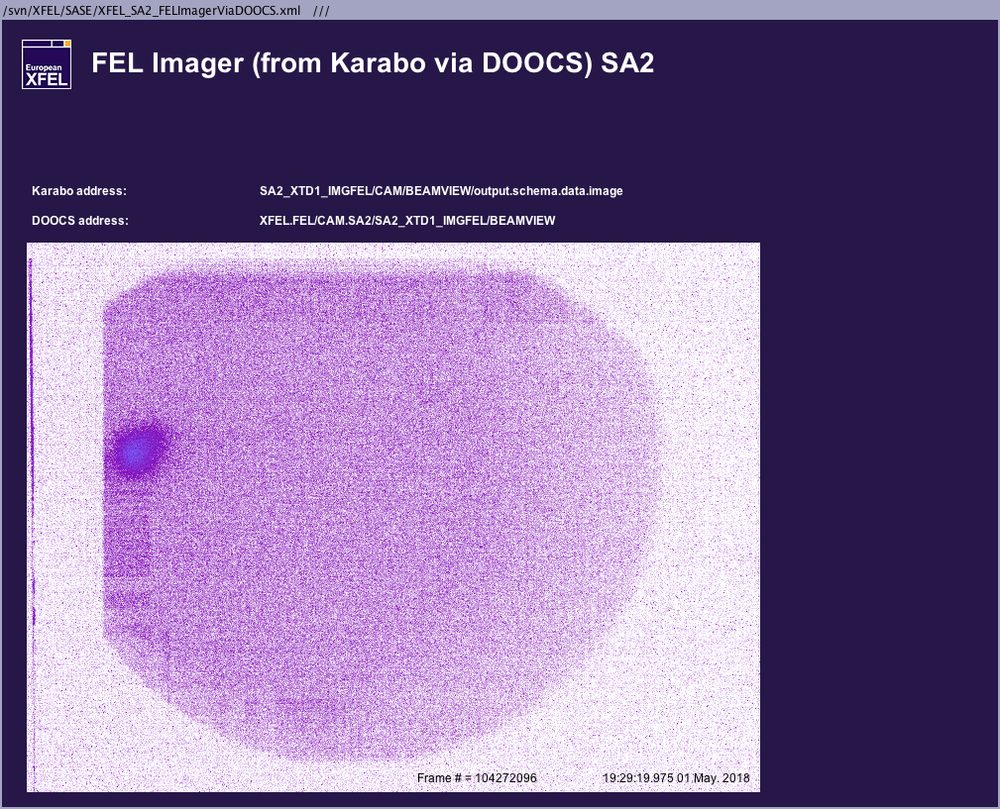 /svn/XFEL/SASE/XFEL_SA2_FELImagerViaDOOCS.xml ///
European
XFEL
FEL Imager (from Karabo via DOOCS) SA2
Karabo address: SA2_XTD1_IMGFEL/CAM/BEAMVIEW/output.schema.data.image
DOOCS address: XFEL.FEL/CAM.SA2/SA2_XTD1_IMGFEL/BEAMVIEW
Frame # = 104272096 19:29:19.975 01.May. 2018